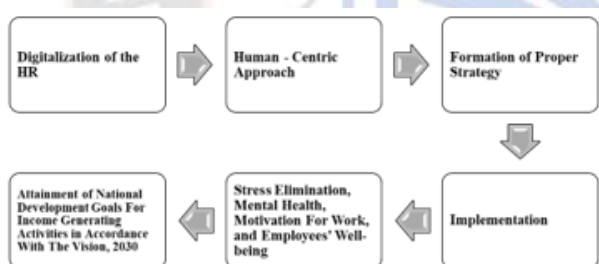 Digitalization of the
HR
Human - Centric
Approach
Formation of Proper
Strategy
Implementation
Stress Elimination,
Mental Health,
Motivation For Work,
and Employees' Well-
being
Attainment of National
Development Goals For
Income Generating
Activities in Accordance
With The Vision, 2030